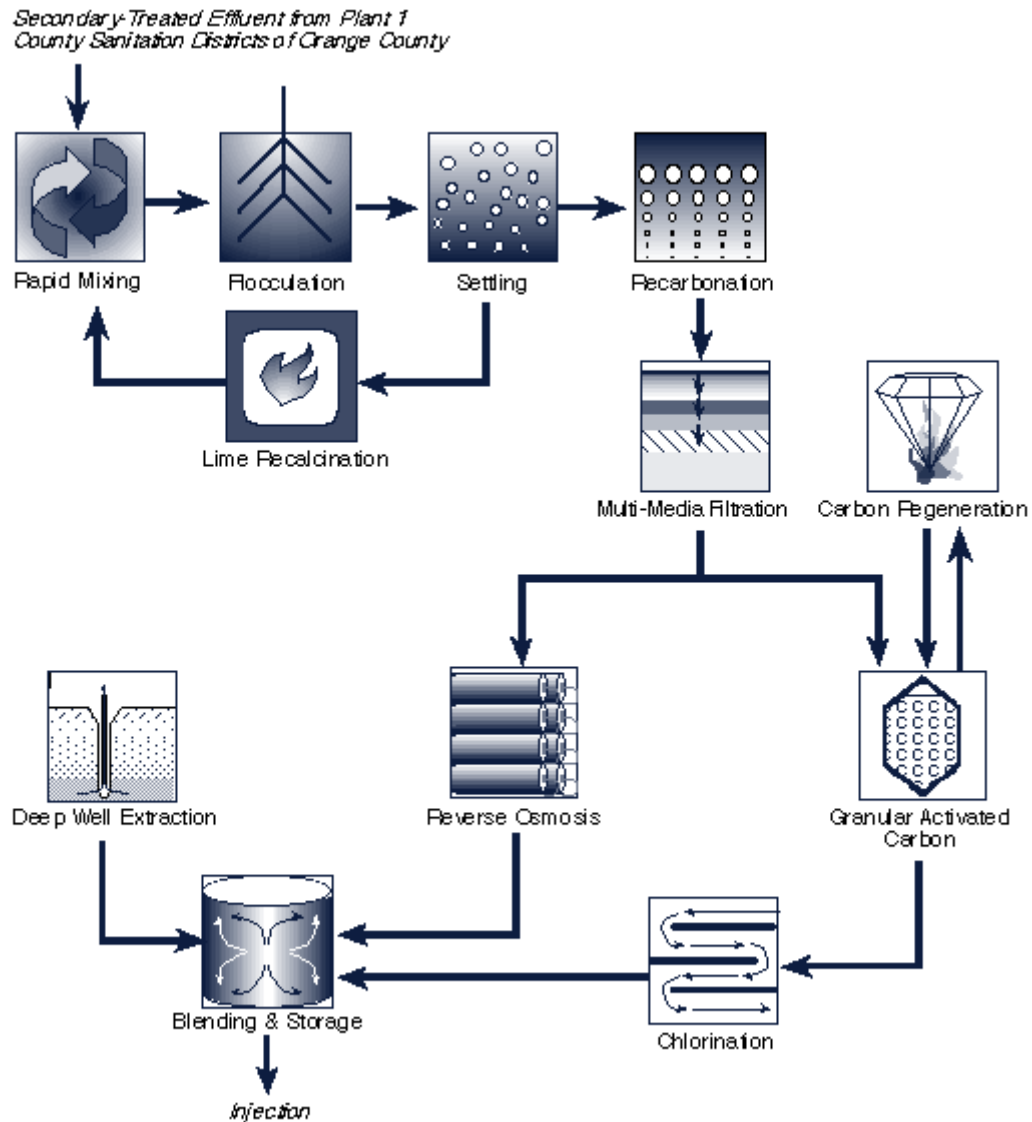 Secondary-Treated Effluent from Plant 1
County Sanitation Districts of Orange County
Rapid Mixing
Flocculation
Settling
Recarbonation
Lime Recalcination
Multi-Media Filtration
Carbon Regeneration
Deep Well Extraction
Reverse Osmosis
Granular Activated
Carbon
Blending & Storage
Chlorination
Injection